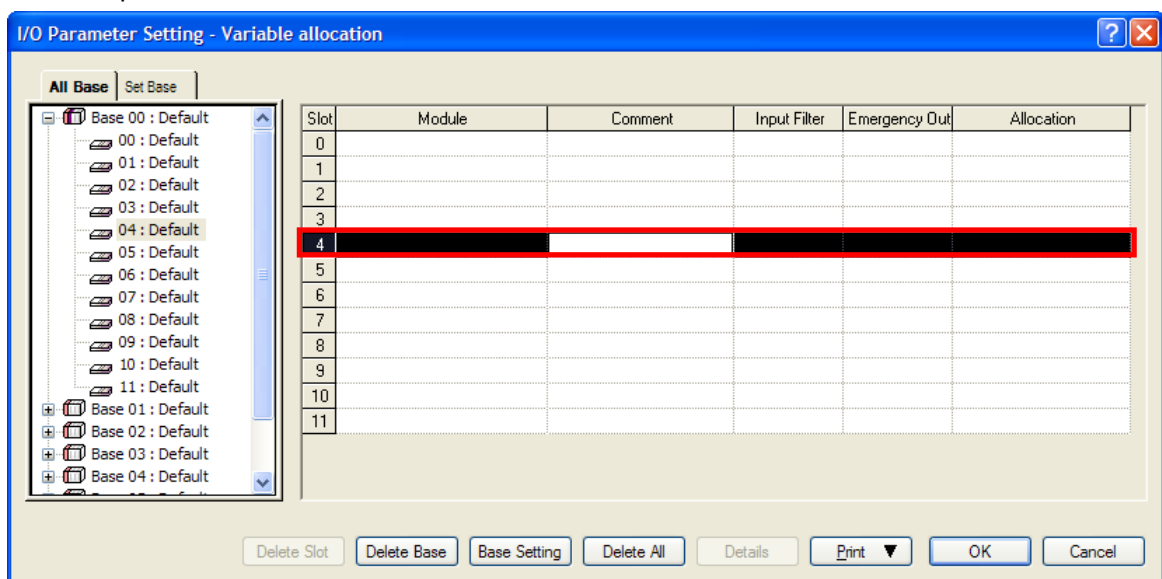 I/O Parameter Setting - Variable allocation
All Base Set Base
Base 00 : Default
00 : Default
01 : Default
02 : Default
03 : Default
04 : Default
05 : Default
06 : Default
07 : Default
08 : Default
09 : Default
10 : Default
11 : Default
Base 01 : Default
Base 02 : Default
Base 03 : Default
Base 04 : Default
Slot Module Comment Input Filter Emergency Out Allocation
0
1
2
3
4
5
6
7
8
9
10
11
Delete Slot Delete Base Base Setting Delete All Details Print ▼ OK Cancel